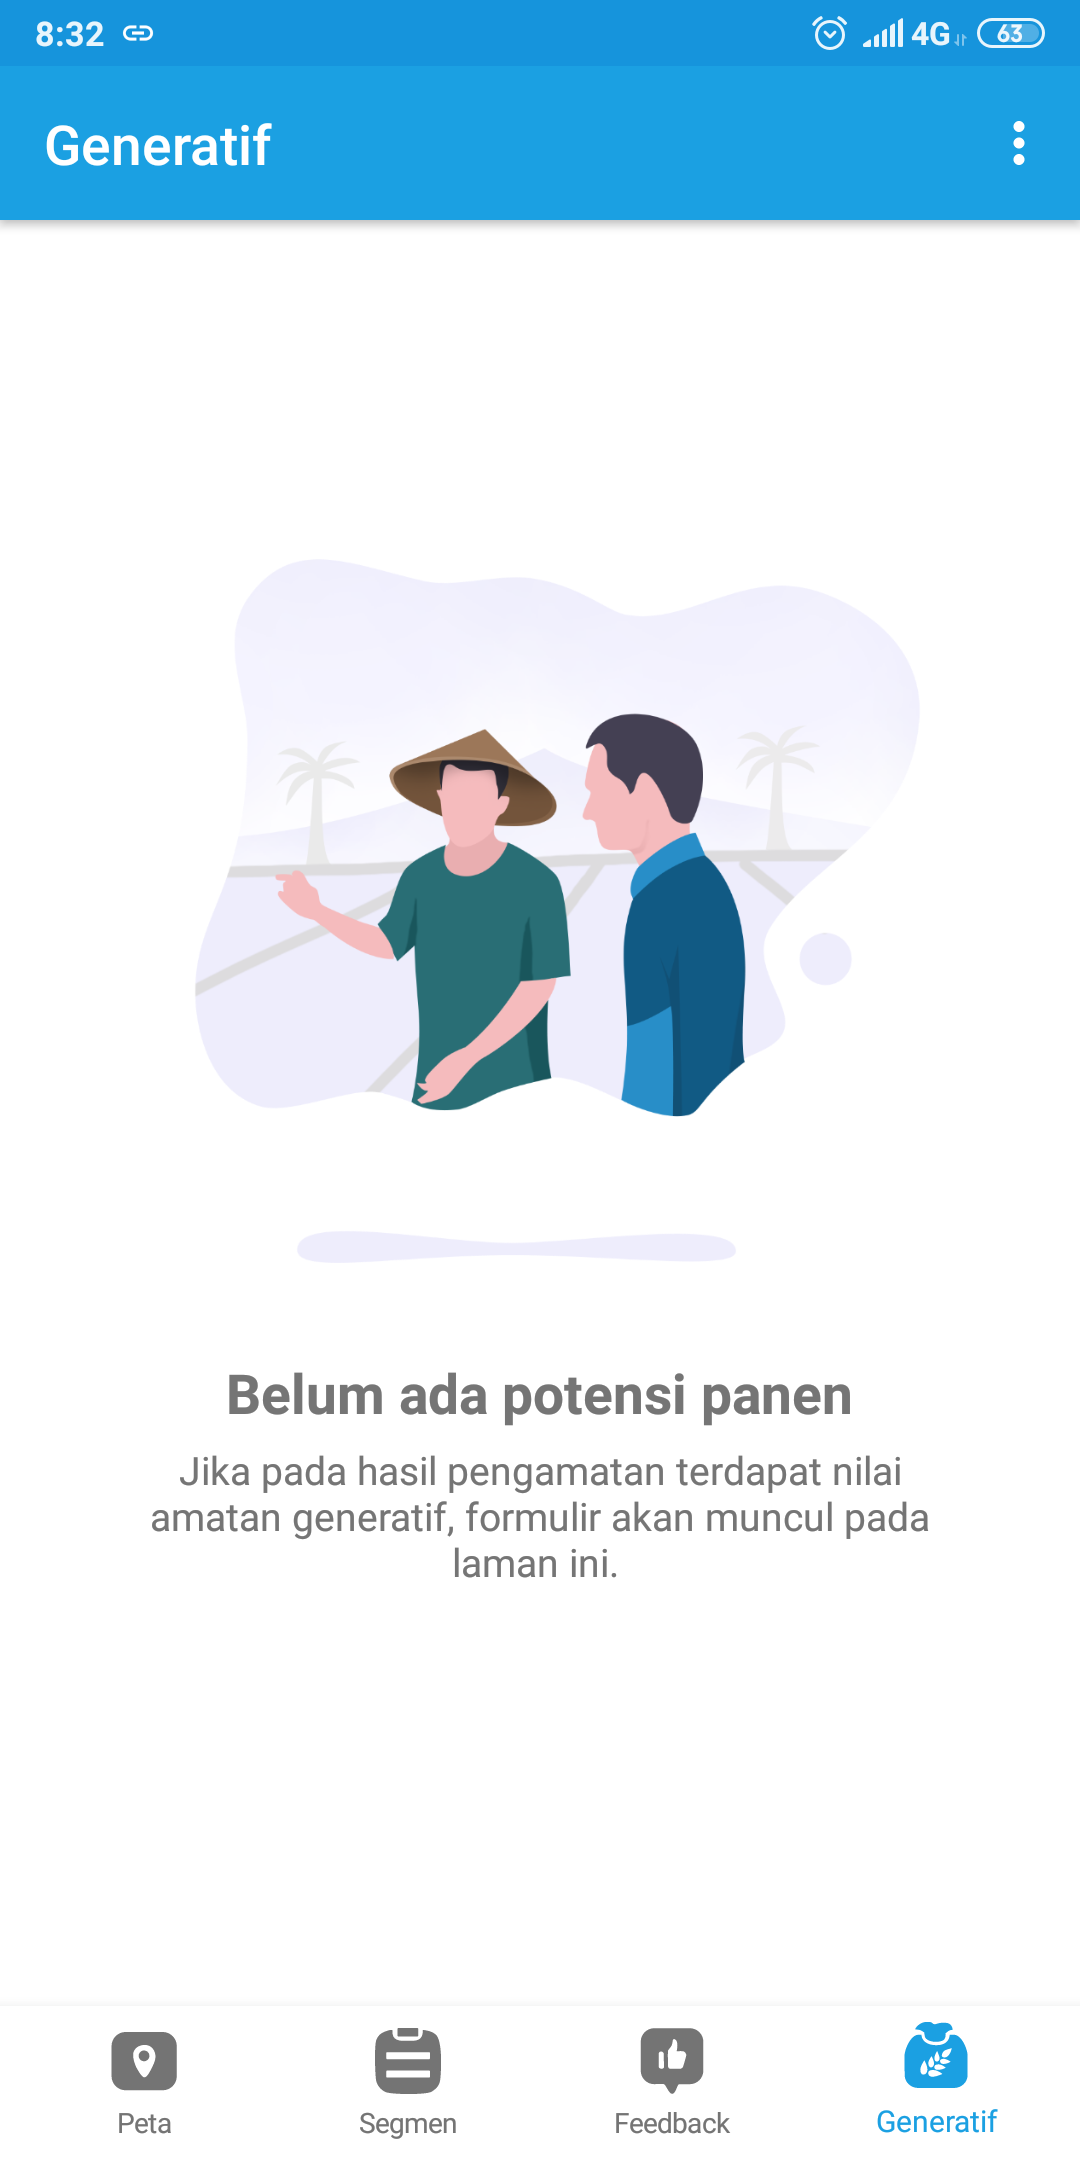 8:32
4G
63
Generatif
Belum ada potensi panen
Jika pada hasil pengamatan terdapat nilai
amatan generatif, formulir akan muncul pada
laman ini.
Peta
Segmen
Feedback
Generatif